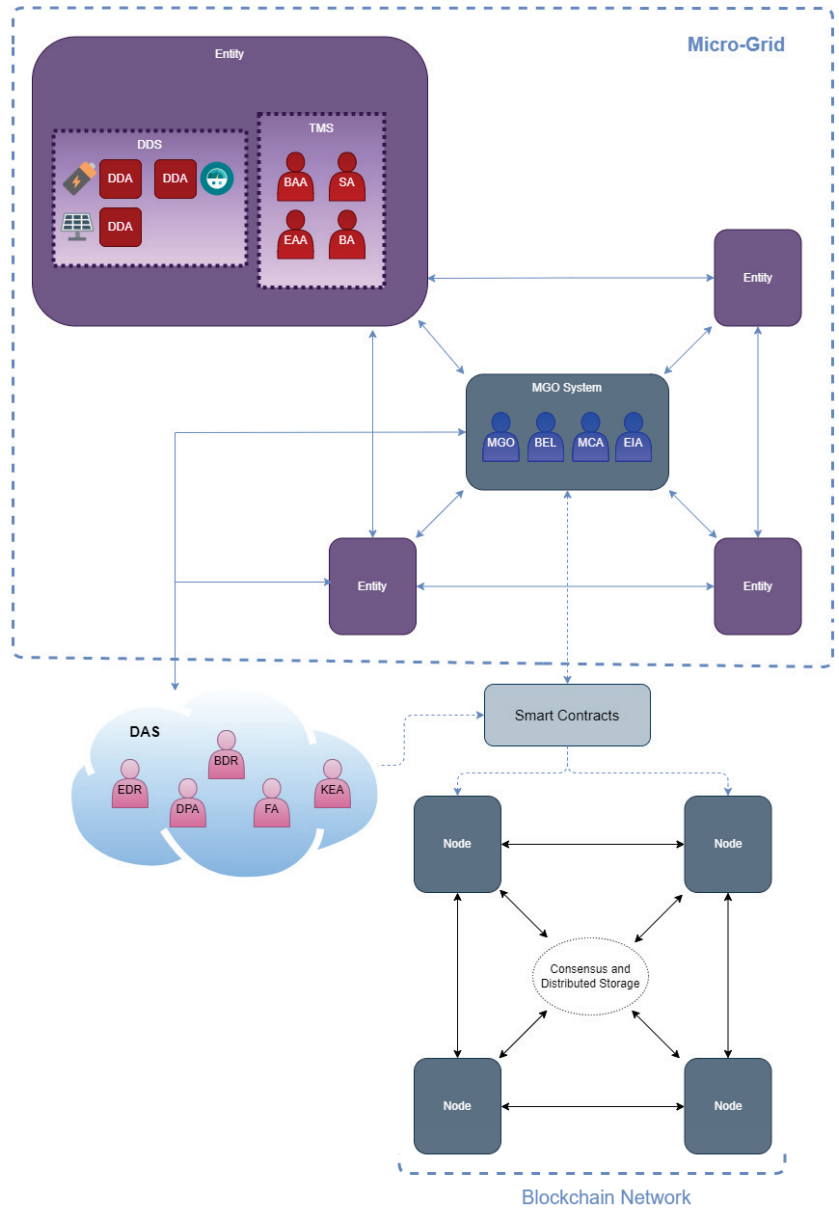 Micro-Grid
Entity
DDS
DDA
DDA
DDA
TMS
BAA
SA
EAA
BA
Entity
MGO System
MGO
BEL
MCA
EIA
Entity
Entity
DAS
EDR
DPA
BDR
FA
KEA
Smart Contracts
Node
Node
Consensus and
Distributed Storage
Node
Node
Blockchain Network